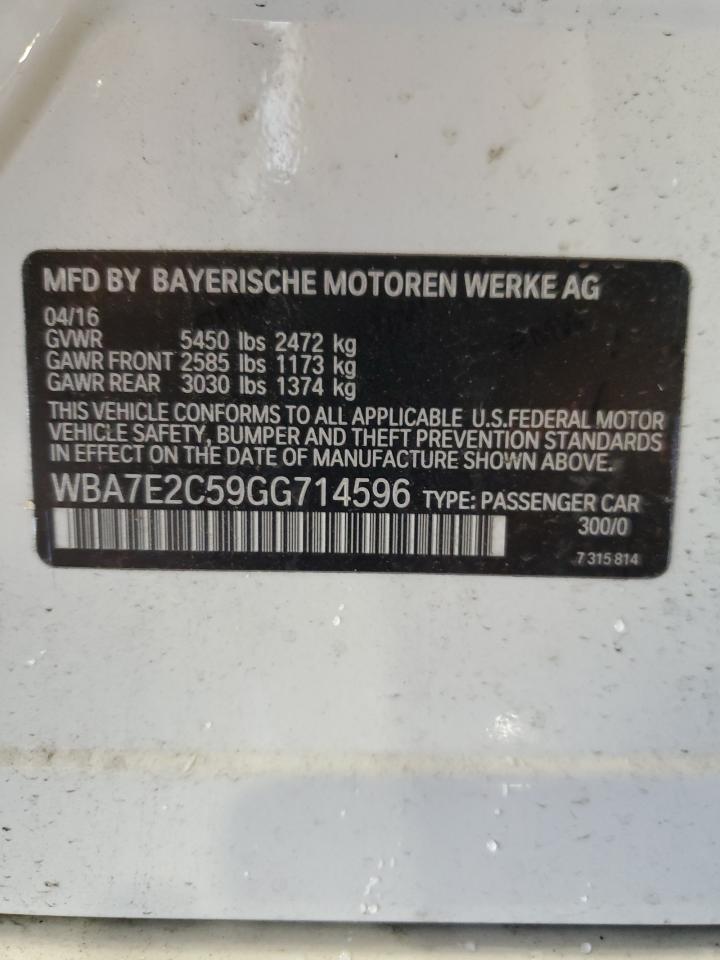 MFD BY BAYERISCHE MOTOREN WERKE AG
04/16
GVWR 5450 lbs 2472 kg
GAWR FRONT 2585 lbs 1173 kg
GAWR REAR 3030 lbs 1374 kg
THIS VEHICLE CONFORMS TO ALL APPLICABLE U.S.FEDERAL MOTOR
VEHICLE SAFETY, BUMPER AND THEFT PREVENTION STANDARDS
IN EFFECT ON THE DATE OF MANUFACTURE SHOWN ABOVE.
WBA7E2C59GG714596 TYPE: PASSENGER CAR
300/0
7 315 814